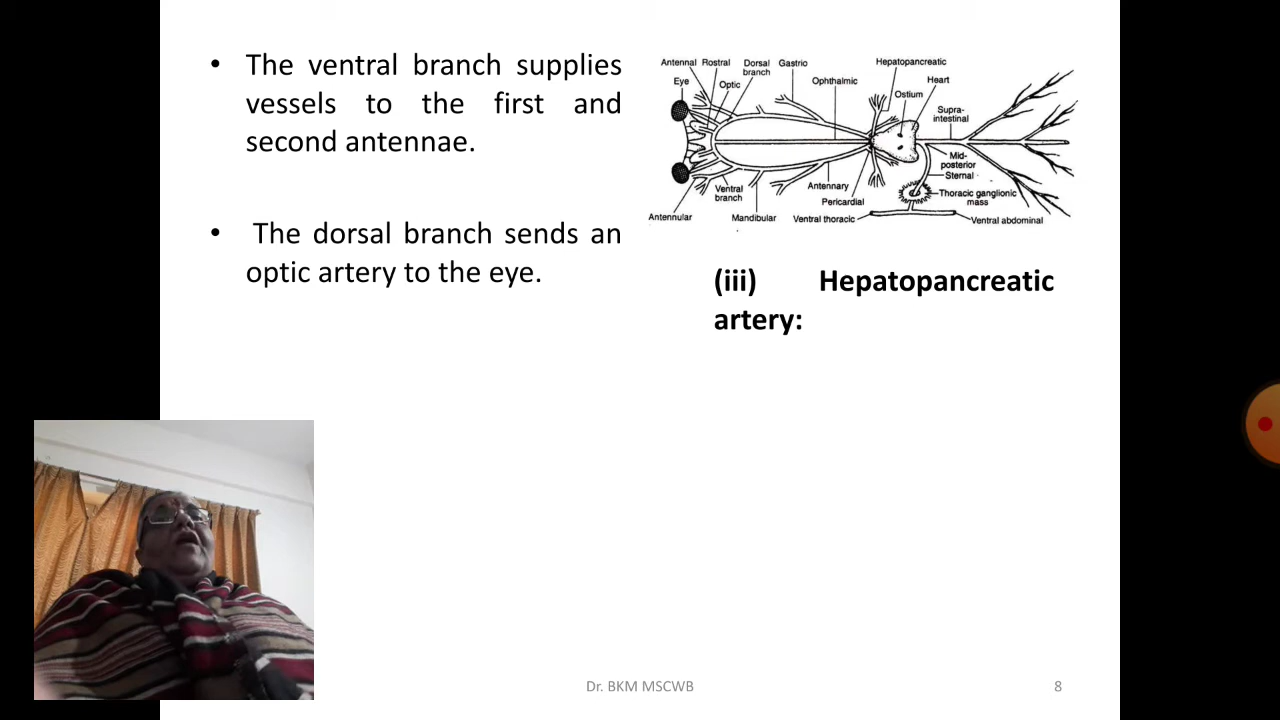 • The ventral branch supplies
vessels to the first and
second antennae.
• The dorsal branch sends an
optic artery to the eye.
Antennal Rostral Dorsal branch Gastrio Hepatopancreatic
Eye Optic Ophthalmic Ostium Heart
Supra-intestinal
Mid-posterior
Sternal
Thoracic ganglionic mass
Ventral branch Antennary
Pericardial
Antennular Mandibular Ventral thoracic Ventral abdominal
(iii) Hepatopancreatic
artery:
Dr. BKM MSCWB 8